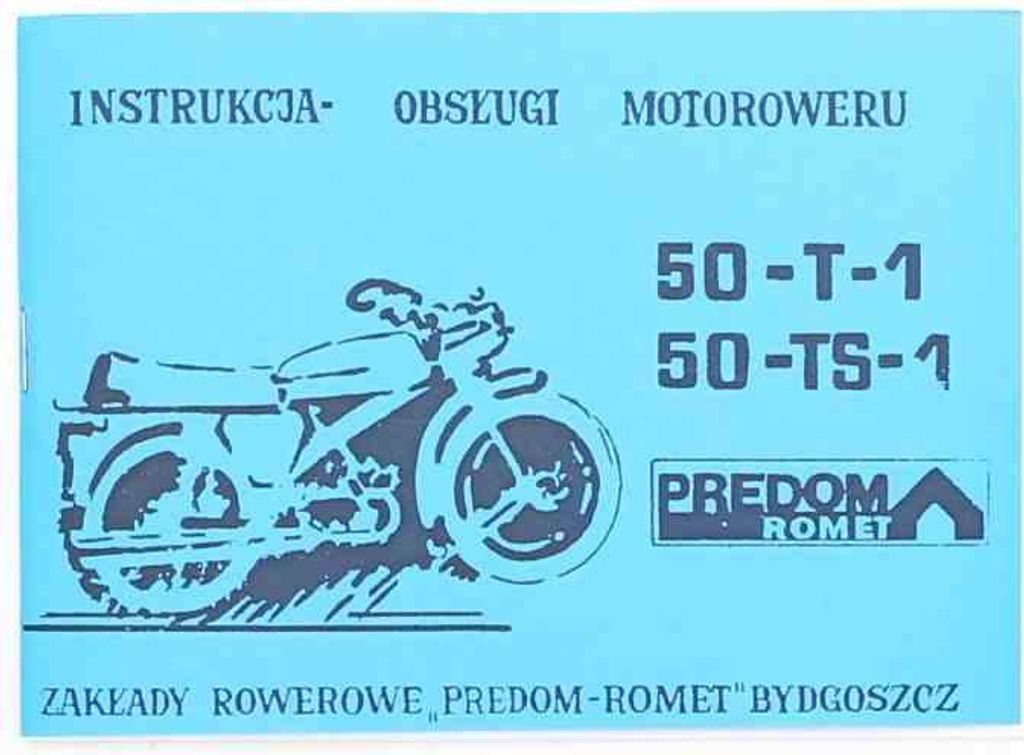 INSTRUKCJA- OBSŁUGI MOTOROWERU
50-T-1
50-TS-1
PREDOM
ROMET
ZAKŁADY ROWEROWE „PREDOM-ROMET" BYDGOSZCZ